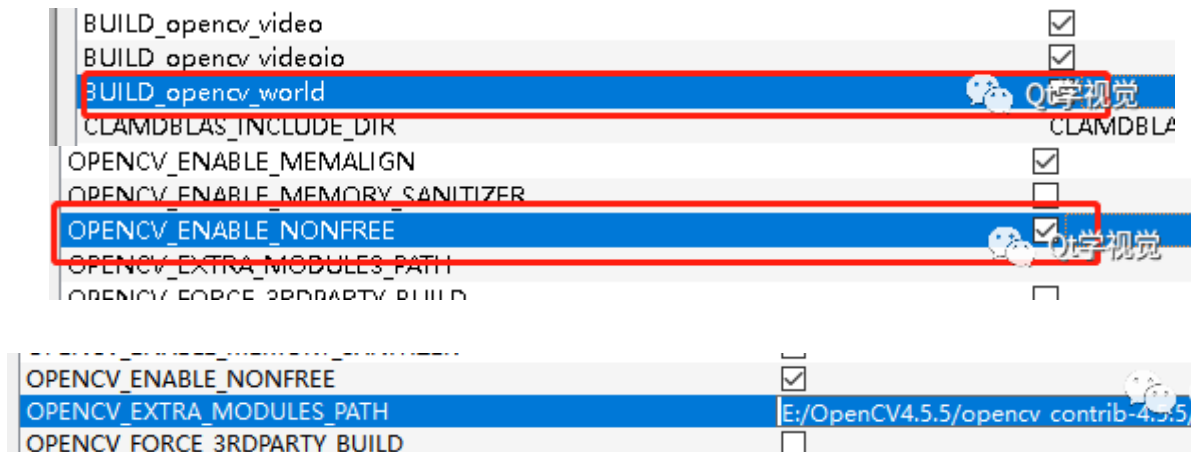 BUILD_opencv_video
BUILD_opencv_videoio
BUILD_opencv_world
Qt学视觉
CLAMDBLAS_INCLUDE_DIR CLAMDBLA
OPENCV_ENABLE_MEMALIGN
OPENCV_ENABLE_MEMORY_SANITIZER
OPENCV_ENABLE_NONFREE
Qt学视觉
OPENCV_EXTRA_MODULES_PATH
OPENCV_FORCE_3RDPARTY_BUILD
OPENCV_ENABLE_MEMORY_SANITIZER
OPENCV_ENABLE_NONFREE
OPENCV_EXTRA_MODULES_PATH E:/OpenCV4.5.5/opencv_contrib-4.5.5/
OPENCV_FORCE_3RDPARTY_BUILD